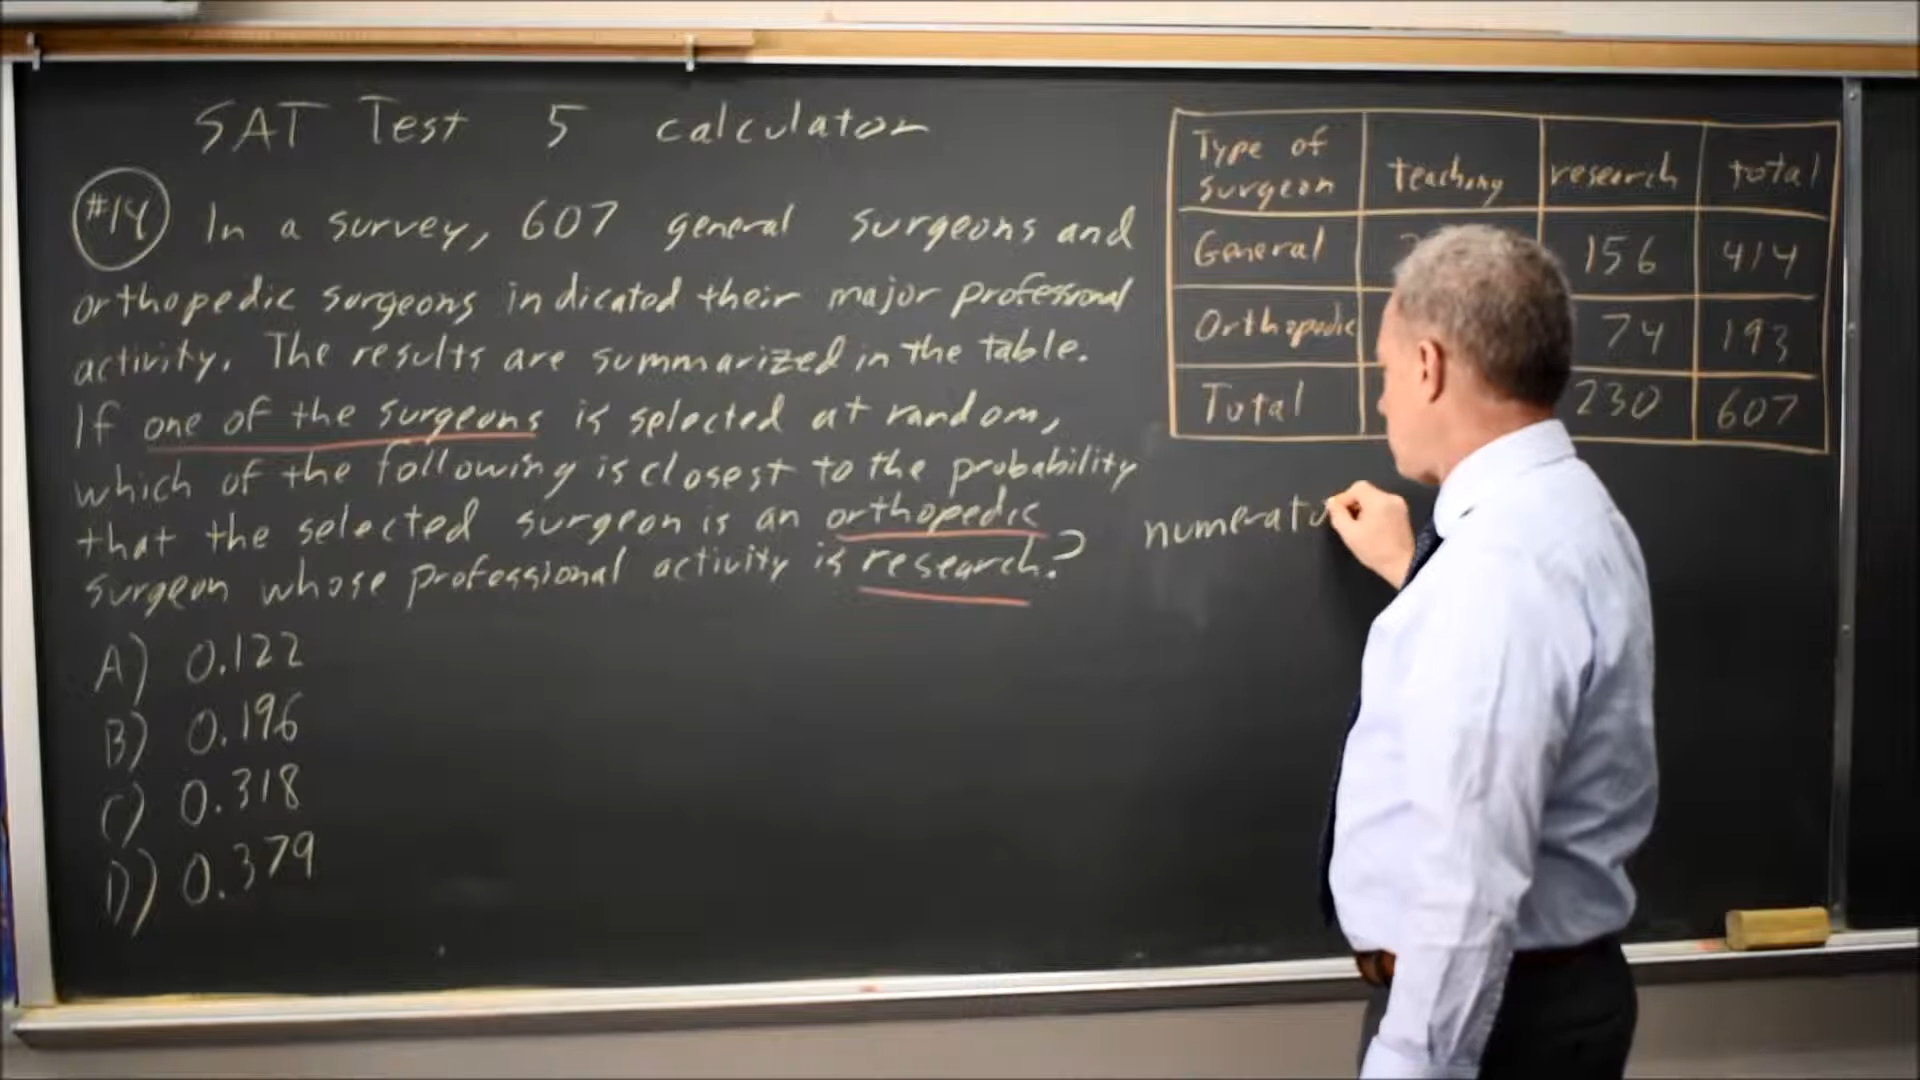 SAT Test 5 calculator
#14 In a survey, 607 general surgeons and
orthopedic surgeons indicated their major professional
activity. The results are summarized in the table.
If one of the surgeons is selected at random,
which of the following is closest to the probability
that the selected surgeon is an orthopedic
surgeon whose professional activity is research?
A) 0.122
B) 0.196
C) 0.318
D) 0.379
Type of surgeon teaching research total
General 156 414
Orthopedic 74 193
Total 230 607